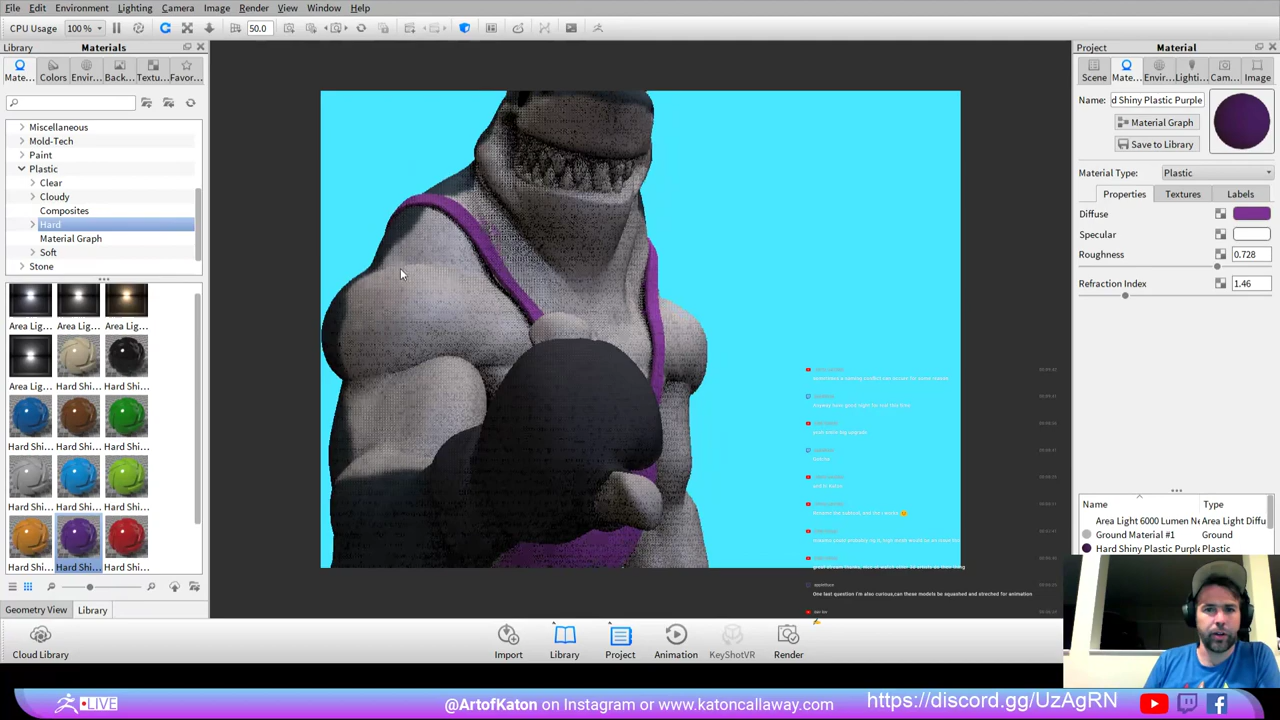 File Edit Environment Lighting Camera Image Render View Window Help
CPU Usage 100 % 50.0
Library Materials Project Material
Mate... Colors Envir... Back... Textu... Favor... Scene Mate... Envir... Lighti... Cam... Image
Name: d Shiny Plastic Purple
Material Graph
Save to Library
Material Type: Plastic
Properties Textures Labels
Diffuse
Specular
Roughness 0.728
Refraction Index 1.46
Miscellaneous
Mold-Tech
Paint
Plastic
Clear
Cloudy
Composites
Hard
Material Graph
Soft
Stone
Area Lig... Area Lig... Area Lig...
Area Lig... Hard Shi... Hard Shi...
Hard Shi... Hard Shi... Hard Shi...
Hard Shi... Hard Shi... Hard Shi...
Hard Shi... Hard Shi... Hard Shi...
Name Type
Area Light 6000 Lumen Ne Area Light Diff
Ground Material #1 Ground
Hard Shiny Plastic Purple Plastic
One last question i'm also curious,can these models be squashed and streched for animation
Geometry View Library
Cloud Library Import Library Project Animation KeyShotVR Render
LIVE
@ArtofKaton on Instagram or www.katoncallaway.com
https://discord.gg/UzAgRN